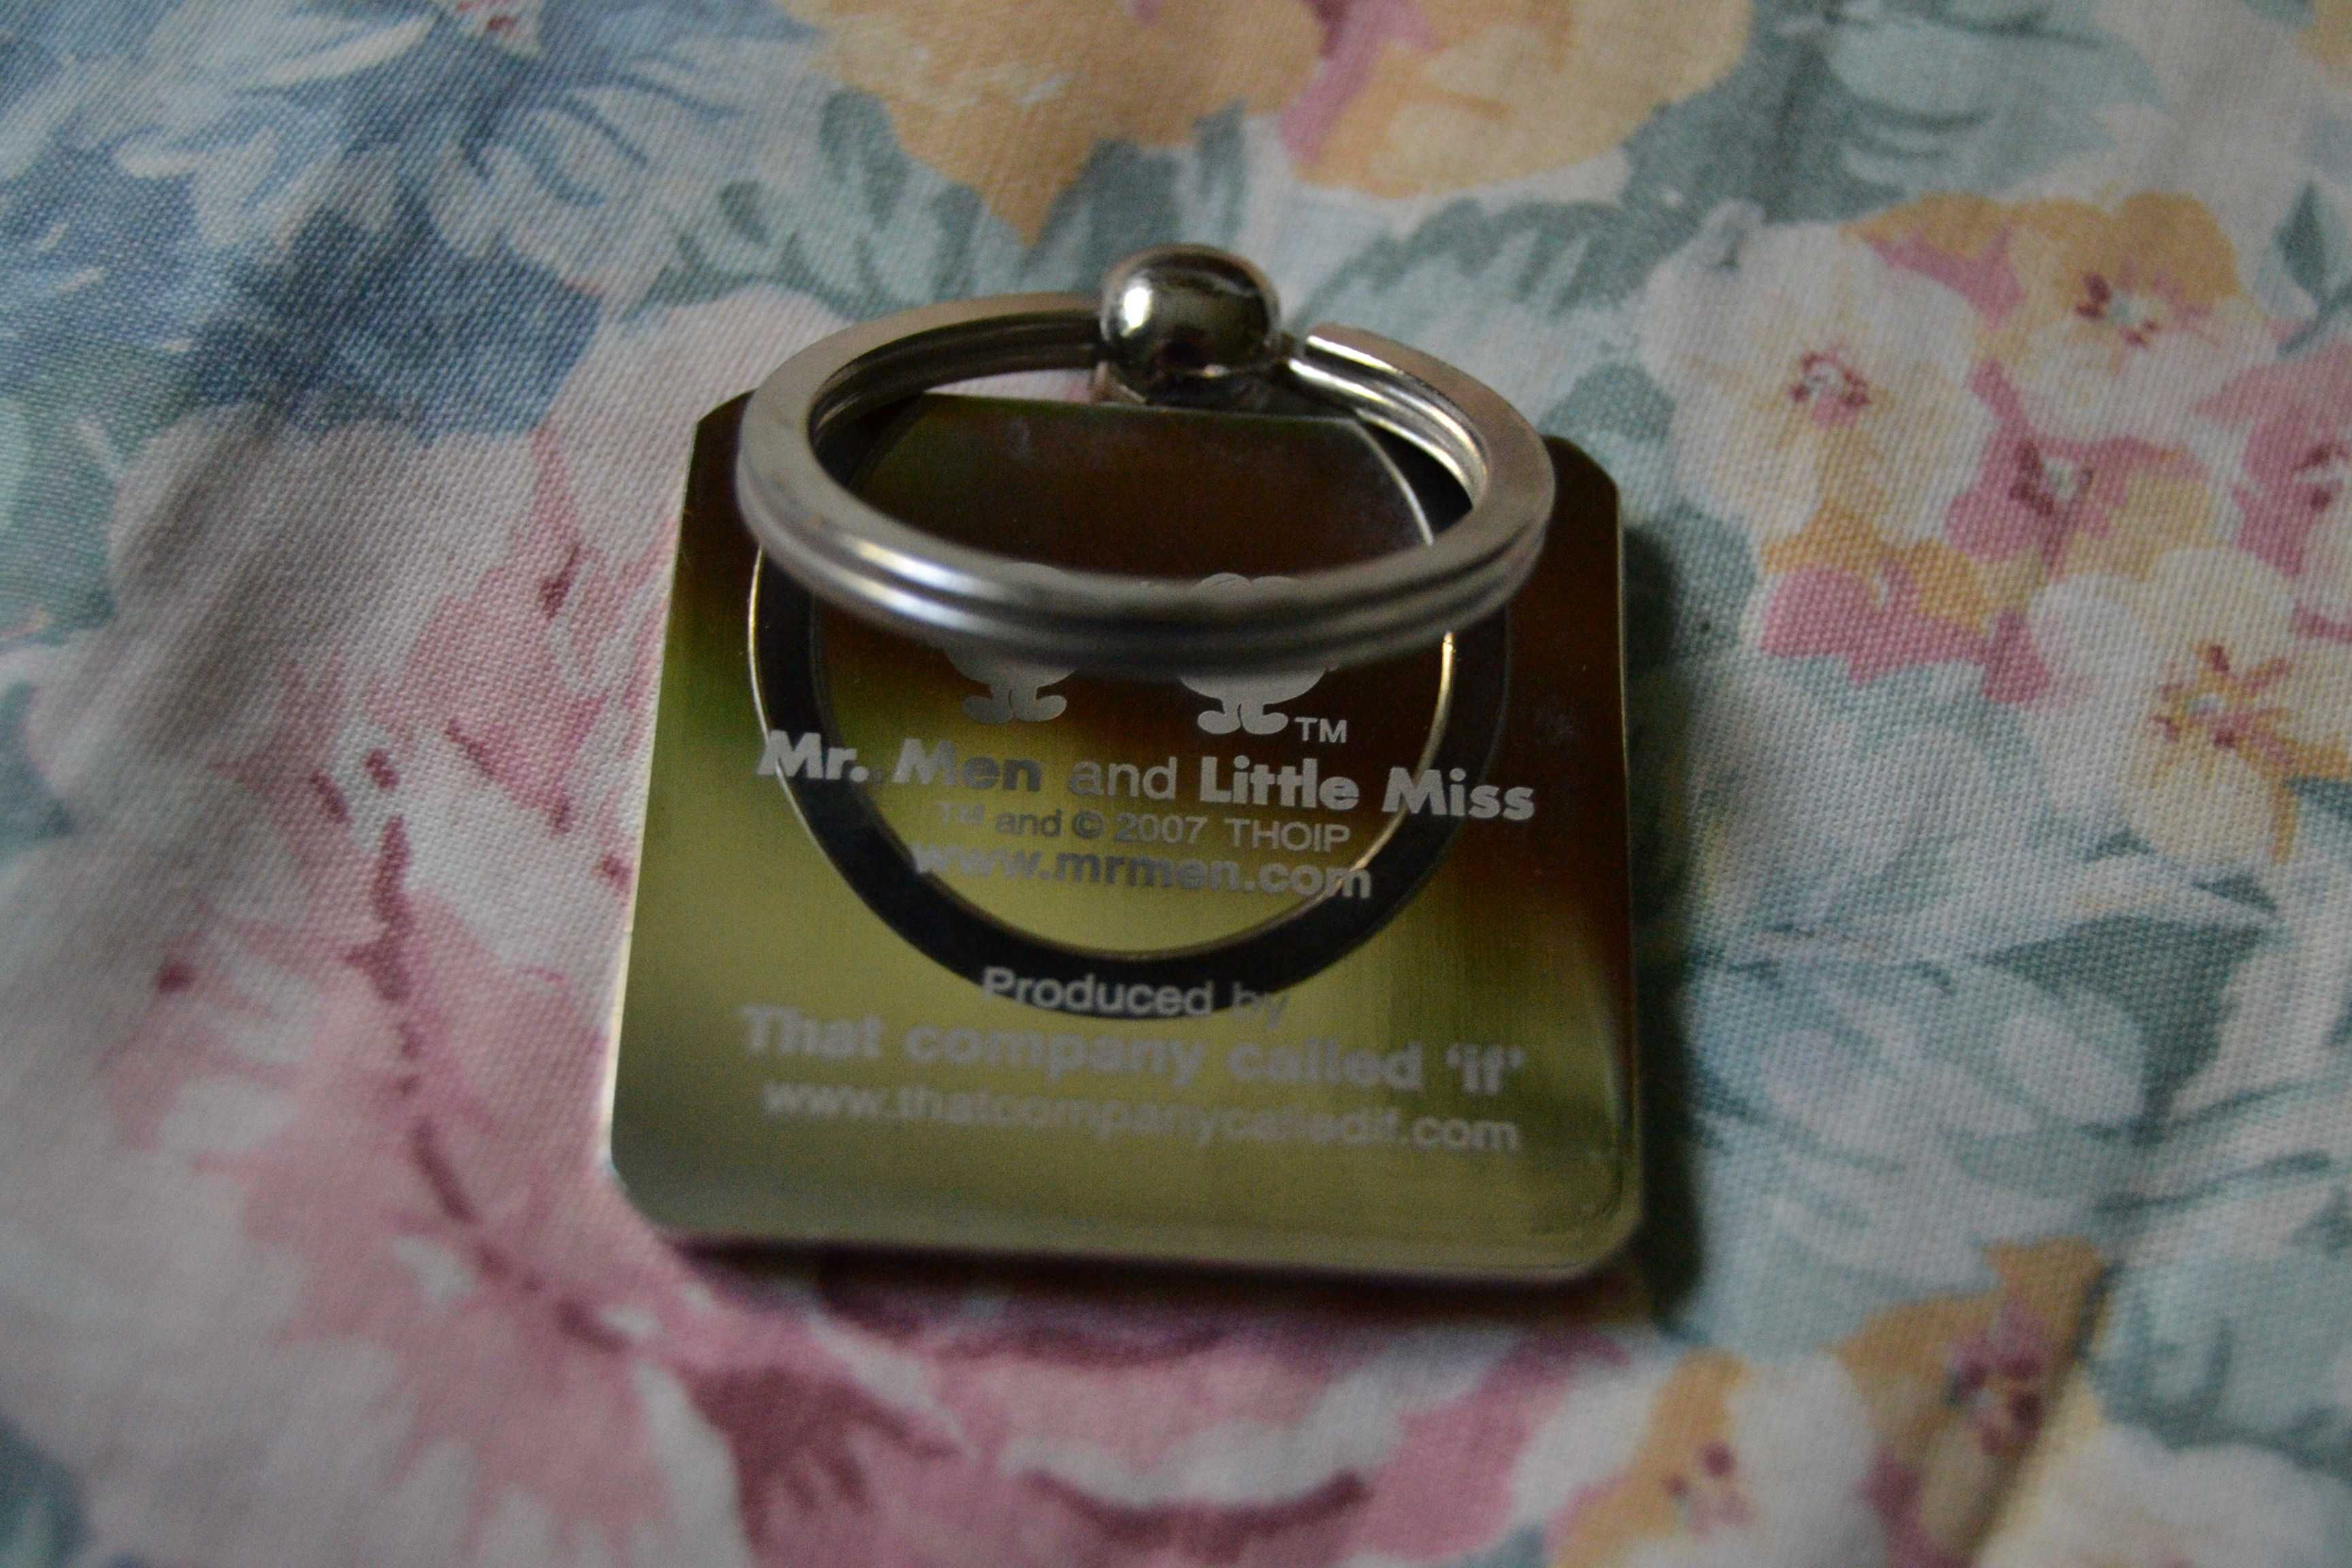 TM
Mr. Men and Little Miss
TM and © 2007 THOIP
www.mrmen.com
Produced by
That company called ‘if’
www.thatcompanycalledif.com